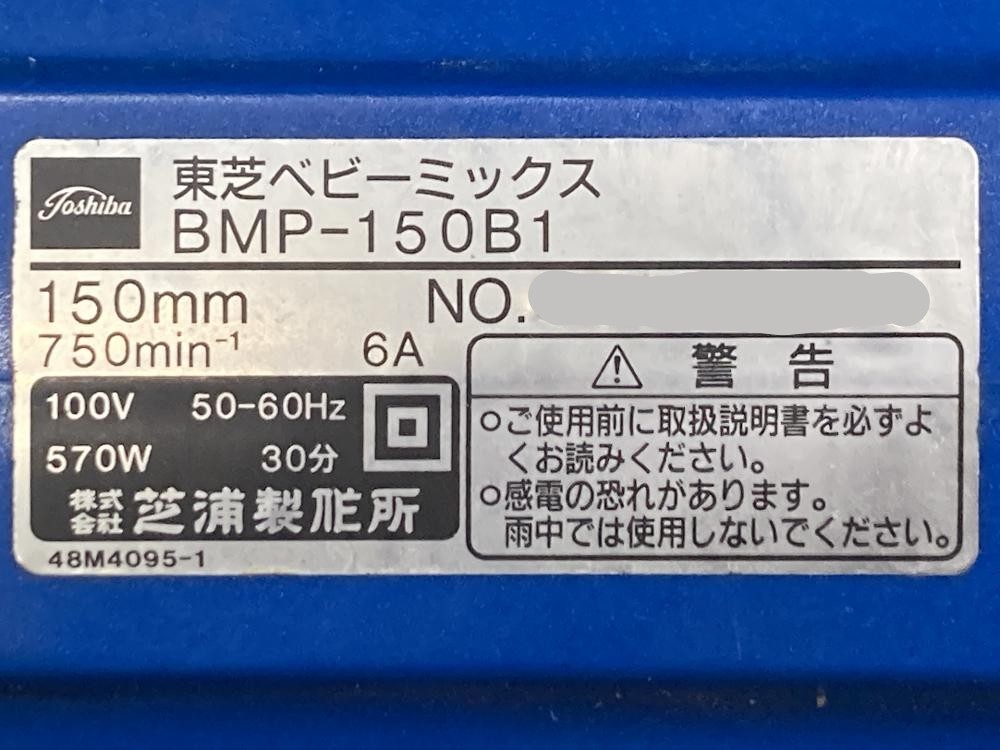 Toshiba
東芝ベビーミックス
BMP-150B1
150mm
NO.
750min⁻¹ 6A
100V 50-60Hz
570W 30分
株式会社 芝浦製作所
48M4095-1
警告
○ご使用前に取扱説明書を必ずよ
くお読みください。
○感電の恐れがあります。
雨中では使用しないでください。